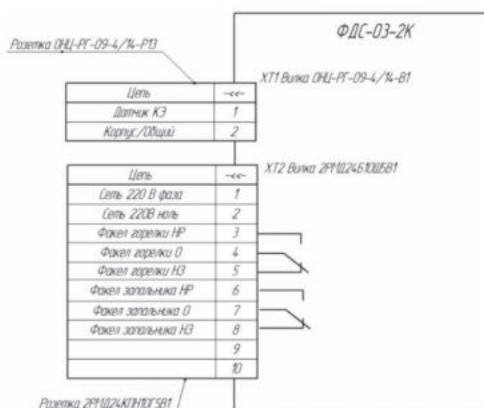 ФДС-03-2К
Розетка ОНЦ-РГ-09-4/14-Р13
ХТ1 Вилка ОНЦ-РГ-09-4/14-В1
Цепь -<<-
Датчик КЭ 1
Корпус/Общий 2
ХТ2 Вилка 2РМД24Б10Ш5В1
Цепь -<<-
Сеть 220 В фаза 1
Сеть 220В ноль 2
Факел горелки НР 3
Факел горелки О 4
Факел горелки НЗ 5
Факел запальника НР 6
Факел запальника О 7
Факел запальника НЗ 8
9
10
Розетка 2РМД24КПН10Г5В1